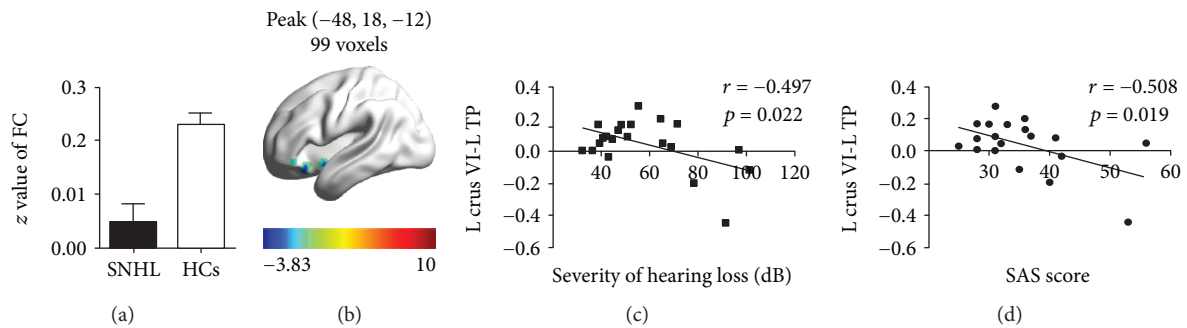 Peak (−48, 18, −12)
99 voxels
z value of FC
0.3
0.2
0.01
0.00
SNHL HCs
(a)
−3.83 10
(b)
L crus VI-L TP
0.4
0.2
0.0
−0.2
−0.4
−0.6
40 60 80 100 120
r = −0.497
p = 0.022
Severity of hearing loss (dB)
(c)
L crus VI-L TP
0.4
0.2
0.0
−0.2
−0.4
−0.6
30 40 50 60
r = −0.508
p = 0.019
SAS score
(d)